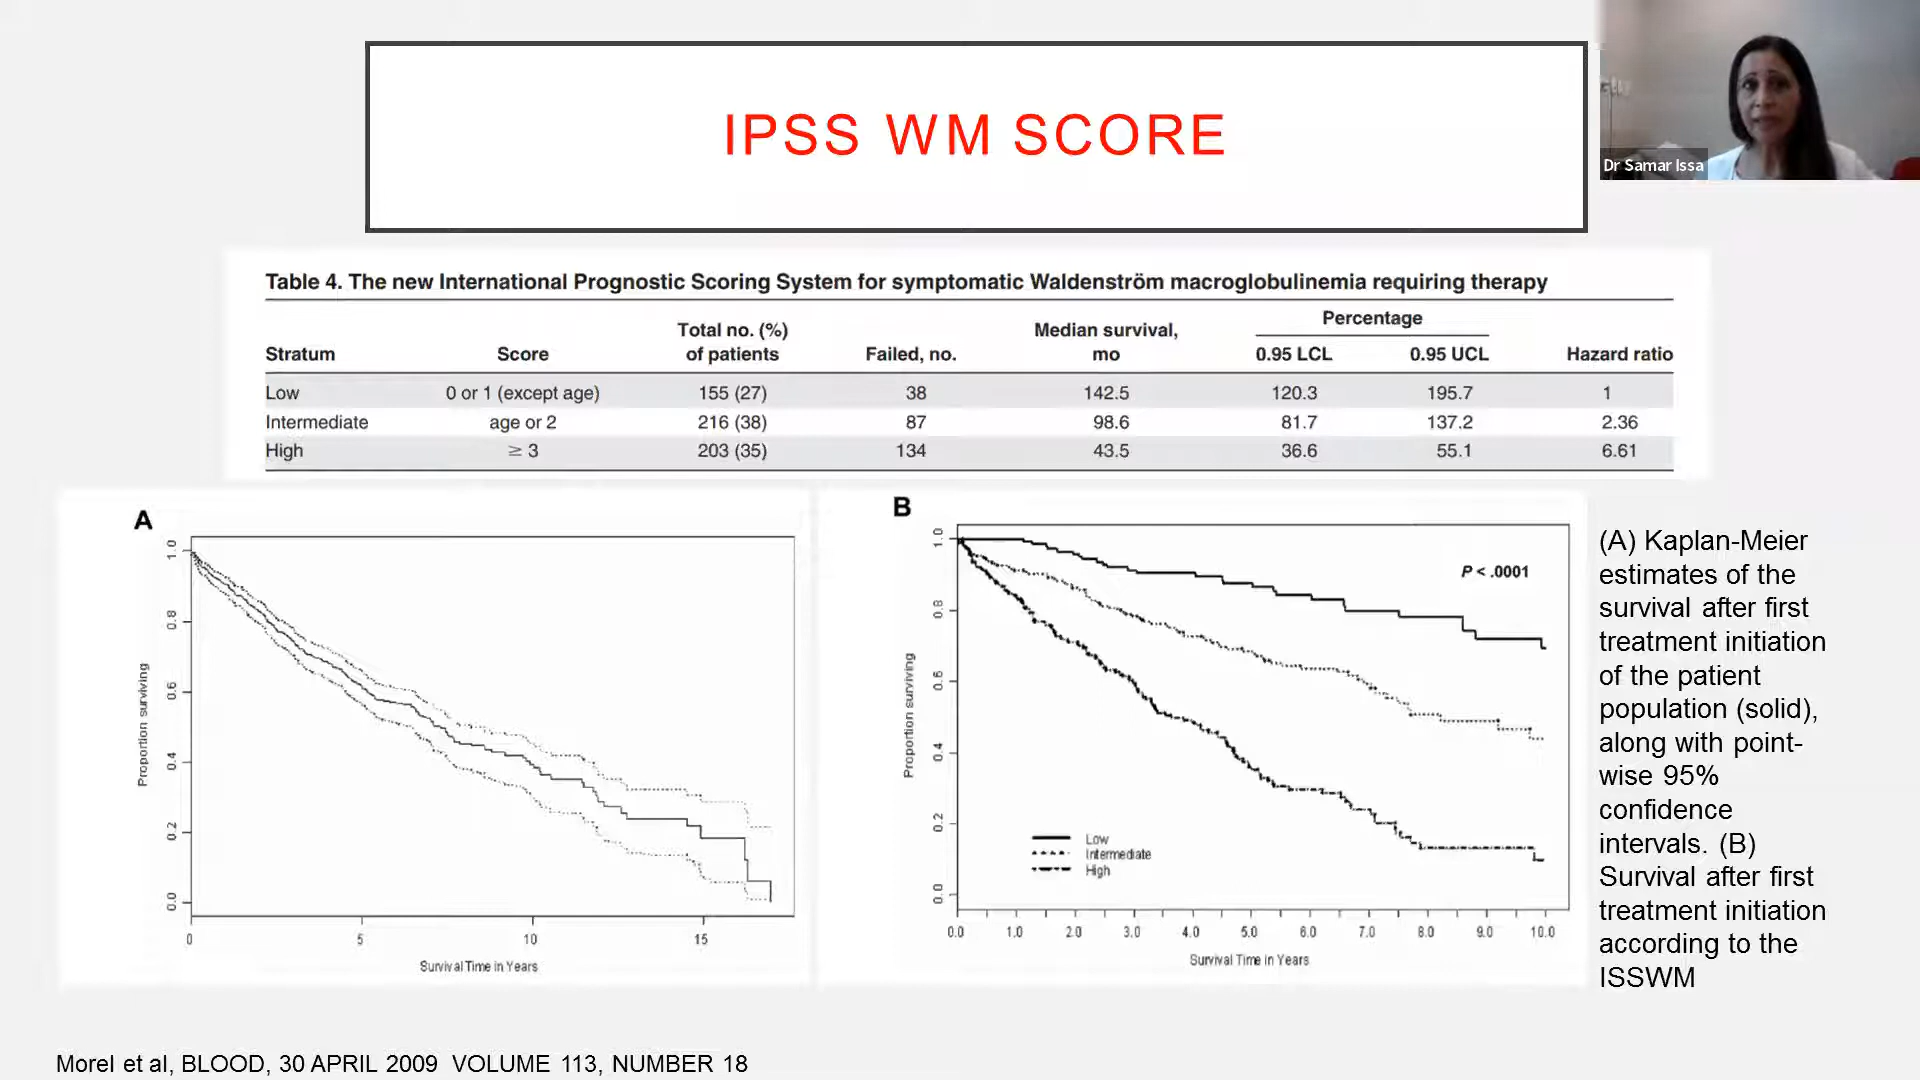 IPSS WM SCORE
Dr Samar Issa
Table 4. The new International Prognostic Scoring System for symptomatic Waldenström macroglobulinemia requiring therapy
Percentage
Total no. (%) Median survival,
Stratum Score of patients Failed, no. mo 0.95 LCL 0.95 UCL Hazard ratio
Low 0 or 1 (except age) 155 (27) 38 142.5 120.3 195.7 1
Intermediate age or 2 216 (38) 87 98.6 81.7 137.2 2.36
High ≥ 3 203 (35) 134 43.5 36.6 55.1 6.61
A
Proportion surviving
1.0
0.8
0.6
0.4
0.2
0.0
0 5 10 15
Survival Time in Years
B
P < .0001
Proportion surviving
1.0
0.8
0.6
0.4
0.2
0.0
Low
Intermediate
High
0.0 1.0 2.0 3.0 4.0 5.0 6.0 7.0 8.0 9.0 10.0
Survival Time in Years
(A) Kaplan-Meier
estimates of the
survival after first
treatment initiation
of the patient
population (solid),
along with point-
wise 95%
confidence
intervals. (B)
Survival after first
treatment initiation
according to the
ISSWM
Morel et al, BLOOD, 30 APRIL 2009 VOLUME 113, NUMBER 18